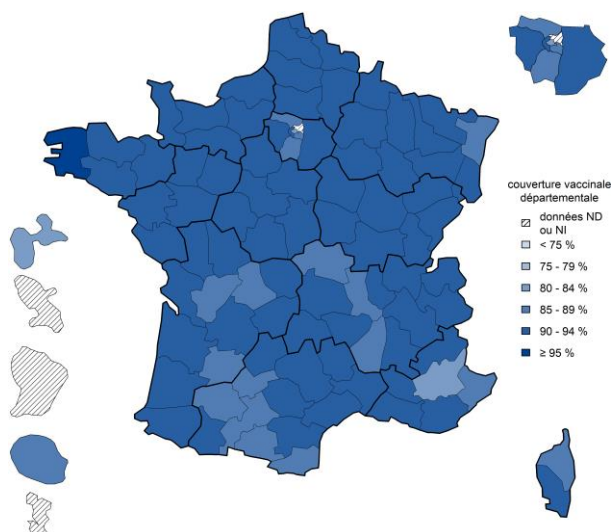 couverture vaccinale
départementale
données ND
ou NI
< 75 %
75 - 79 %
80 - 84 %
85 - 89 %
90 - 94 %
≥ 95 %